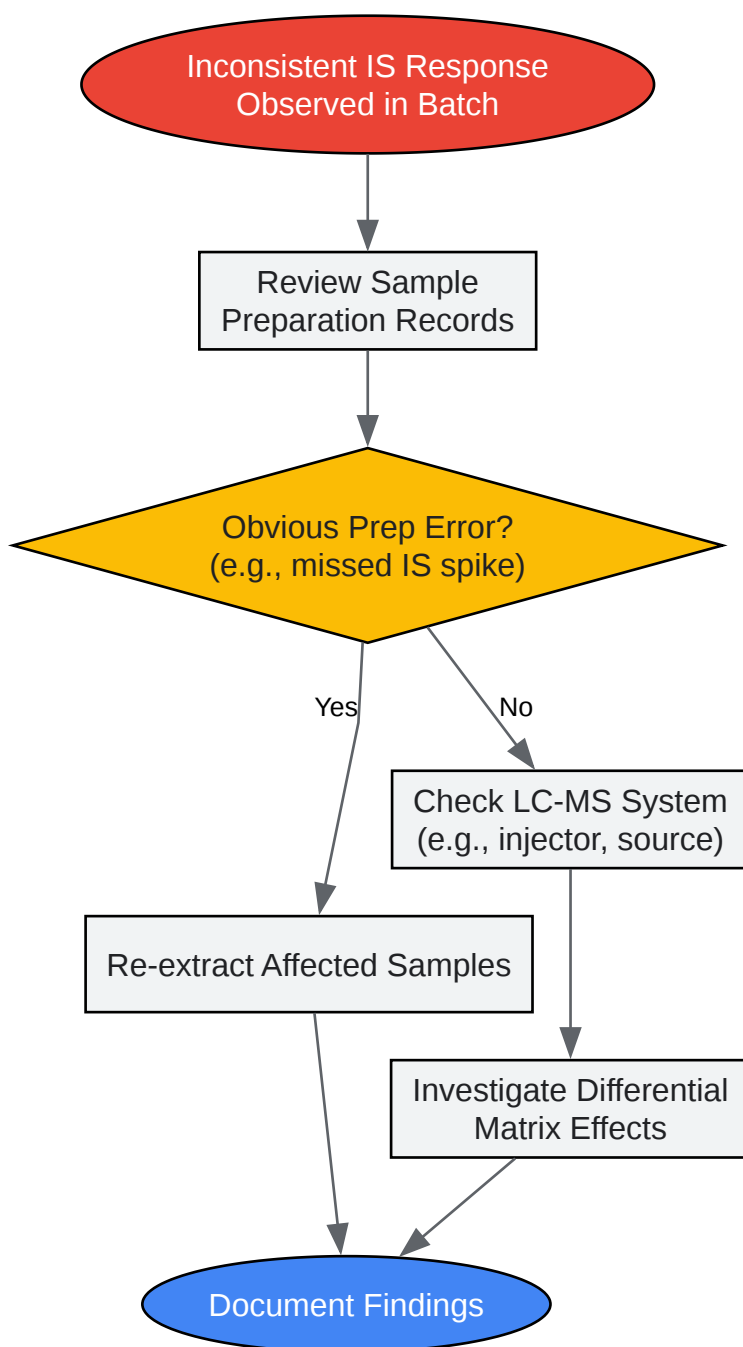 Inconsistent IS Response
Observed in Batch
Review Sample
Preparation Records
Obvious Prep Error?
(e.g., missed IS spike)
Yes
No
Check LC-MS System
(e.g., injector, source)
Re-extract Affected Samples
Investigate Differential
Matrix Effects
Document Findings